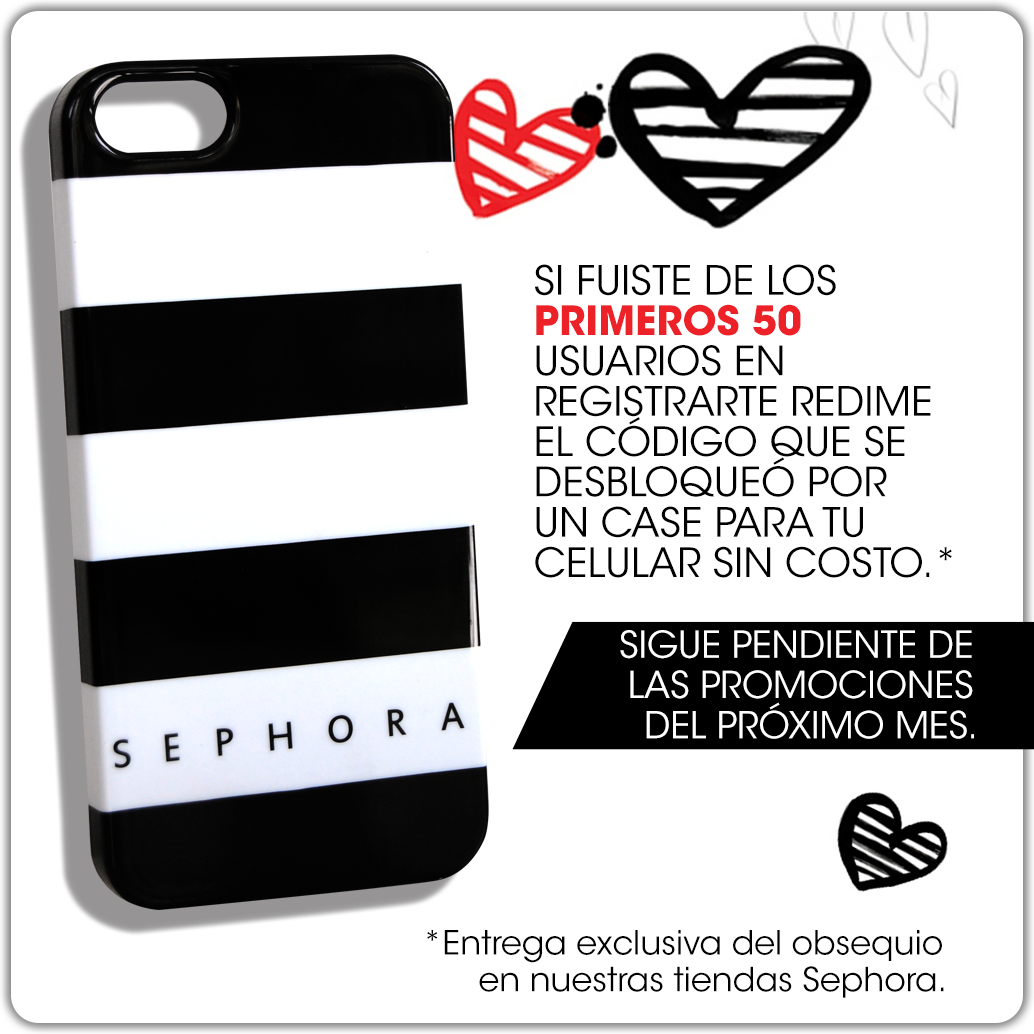 SI FUISTE DE LOS
PRIMEROS 50
USUARIOS EN
REGISTRARTE REDIME
EL CÓDIGO QUE SE
DESBLOQUEÓ POR
UN CASE PARA TU
CELULAR SIN COSTO.*
SIGUE PENDIENTE DE
LAS PROMOCIONES
DEL PRÓXIMO MES.
SEPHORA
*Entrega exclusiva del obsequio
en nuestras tiendas Sephora.